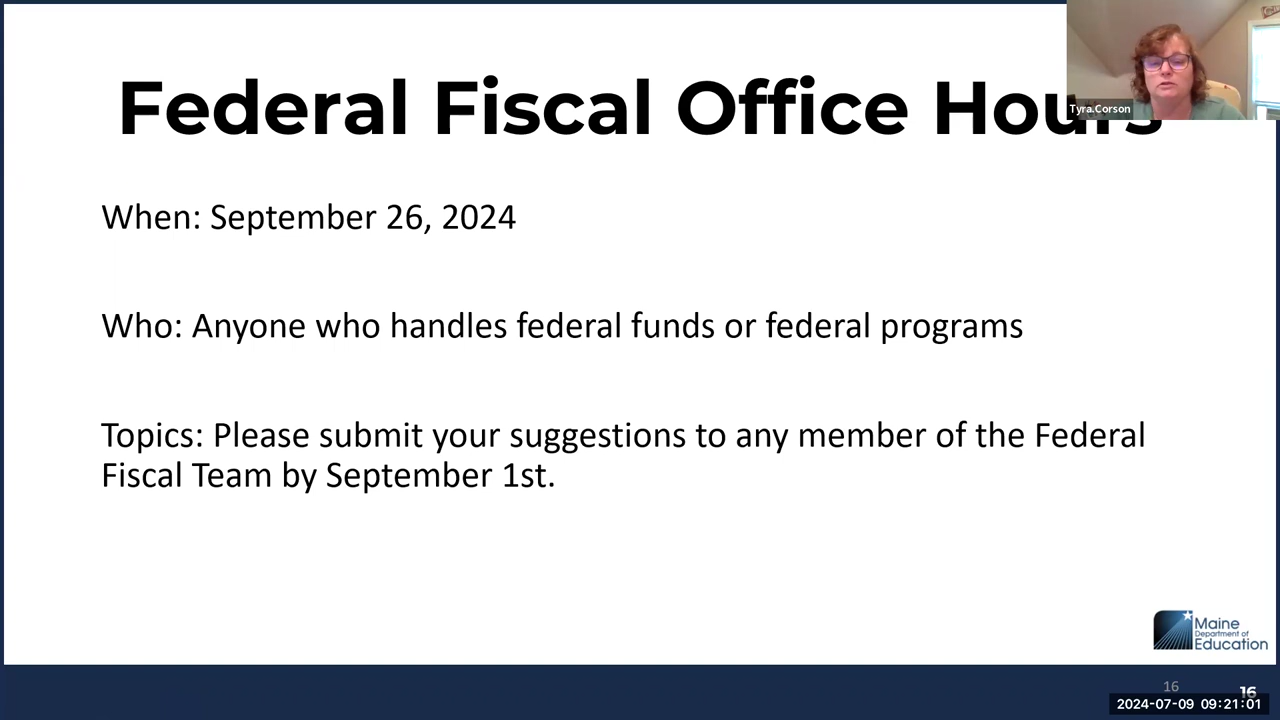 Federal Fiscal Office Hours
Tyra.Corson
When: September 26, 2024
Who: Anyone who handles federal funds or federal programs
Topics: Please submit your suggestions to any member of the Federal
Fiscal Team by September 1st.
Maine
Department of
Education
16
16
2024-07-09 09:21:01